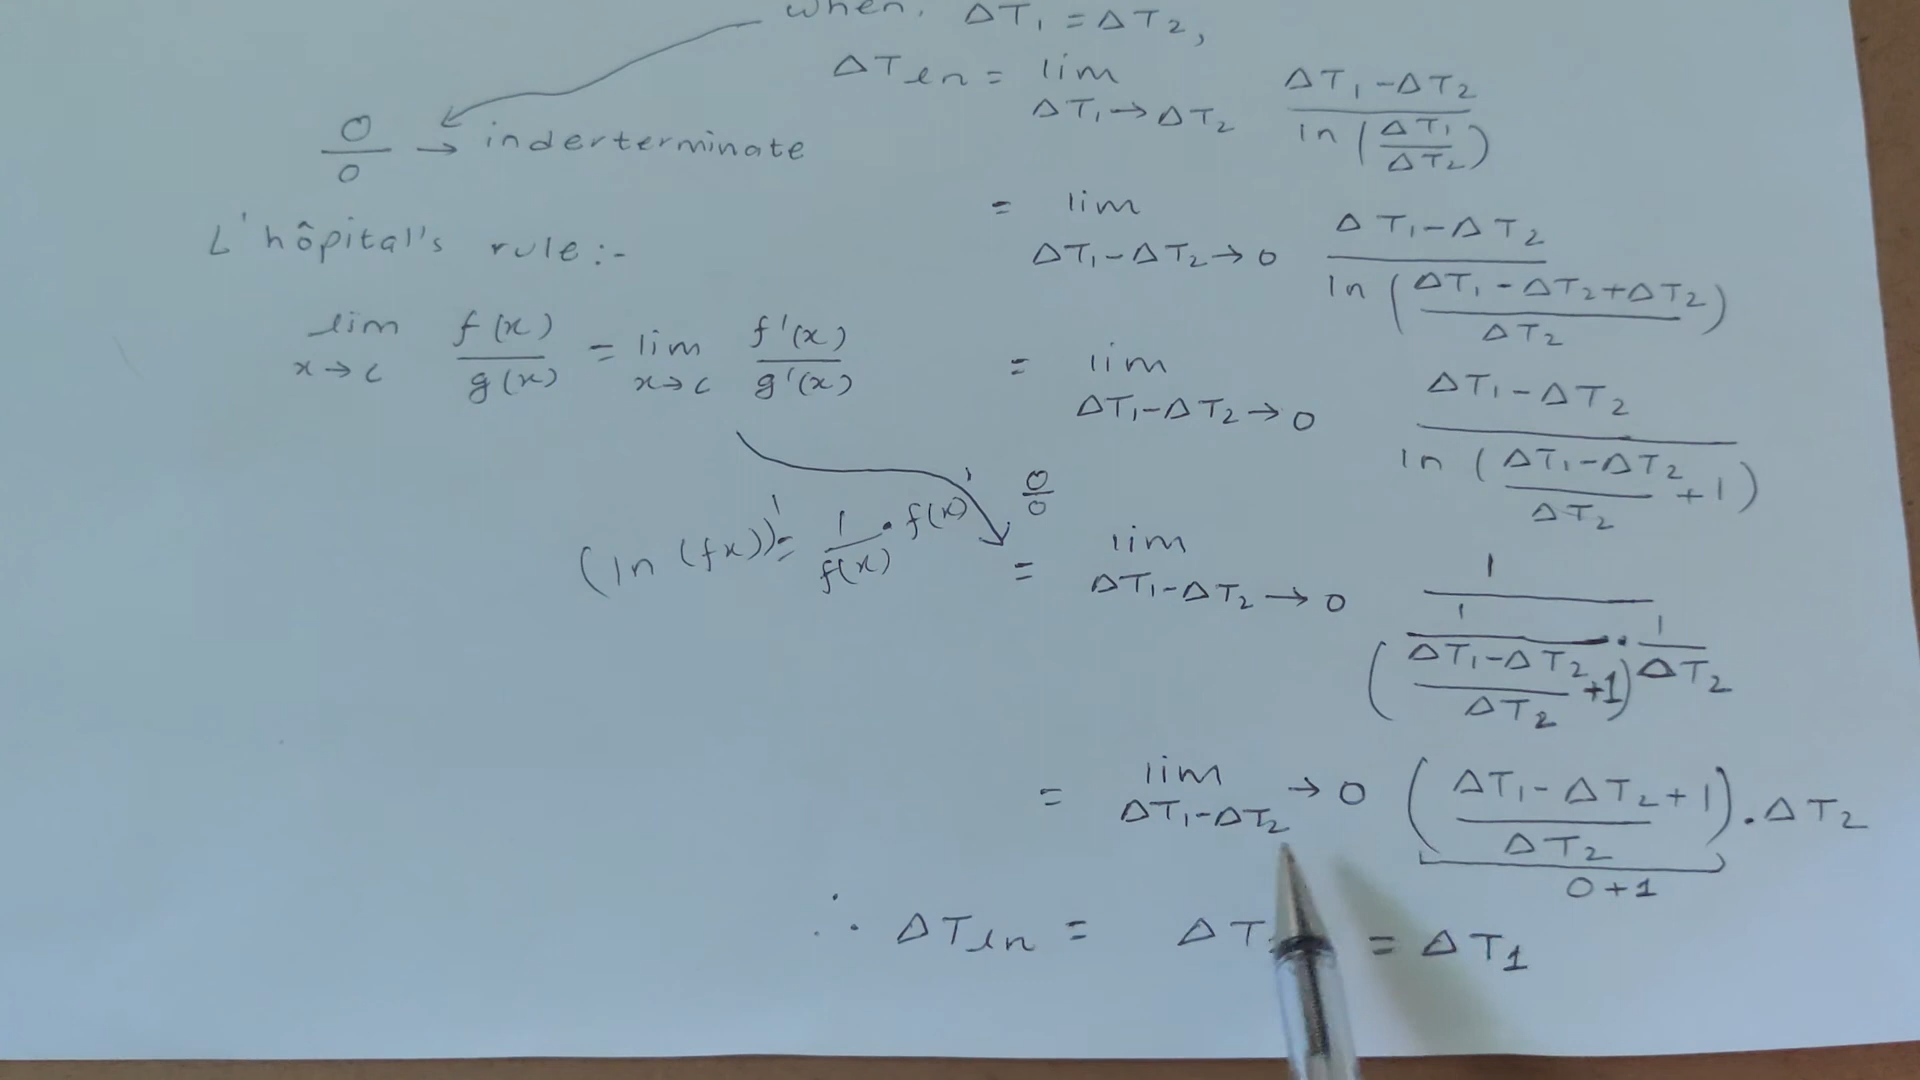 when, ΔT₁ = ΔT₂,
ΔTln = lim ΔT₁ - ΔT₂
ΔT₁ → ΔT₂ ln (ΔT₁/ΔT₂)
0/0 → inderterminate
= lim ΔT₁ - ΔT₂
ΔT₁ - ΔT₂ → 0 ln (ΔT₁ - ΔT₂ + ΔT₂ / ΔT₂)
L'hôpital's rule :-
lim f(x)/g(x) = lim f'(x)/g'(x)
x → c x → c
= lim ΔT₁ - ΔT₂
ΔT₁ - ΔT₂ → 0 ln (ΔT₁ - ΔT₂ / ΔT₂ + 1)
0/0
(ln (fx))' = 1/f(x) · f(x)'
= lim 1
ΔT₁ - ΔT₂ → 0 (1 / (ΔT₁ - ΔT₂ / ΔT₂ + 1)) · 1/ΔT₂
= lim → 0 (ΔT₁ - ΔT₂ + 1 / ΔT₂) · ΔT₂
ΔT₁ - ΔT₂
0 + 1
∴ ΔTln = ΔT = ΔT₁